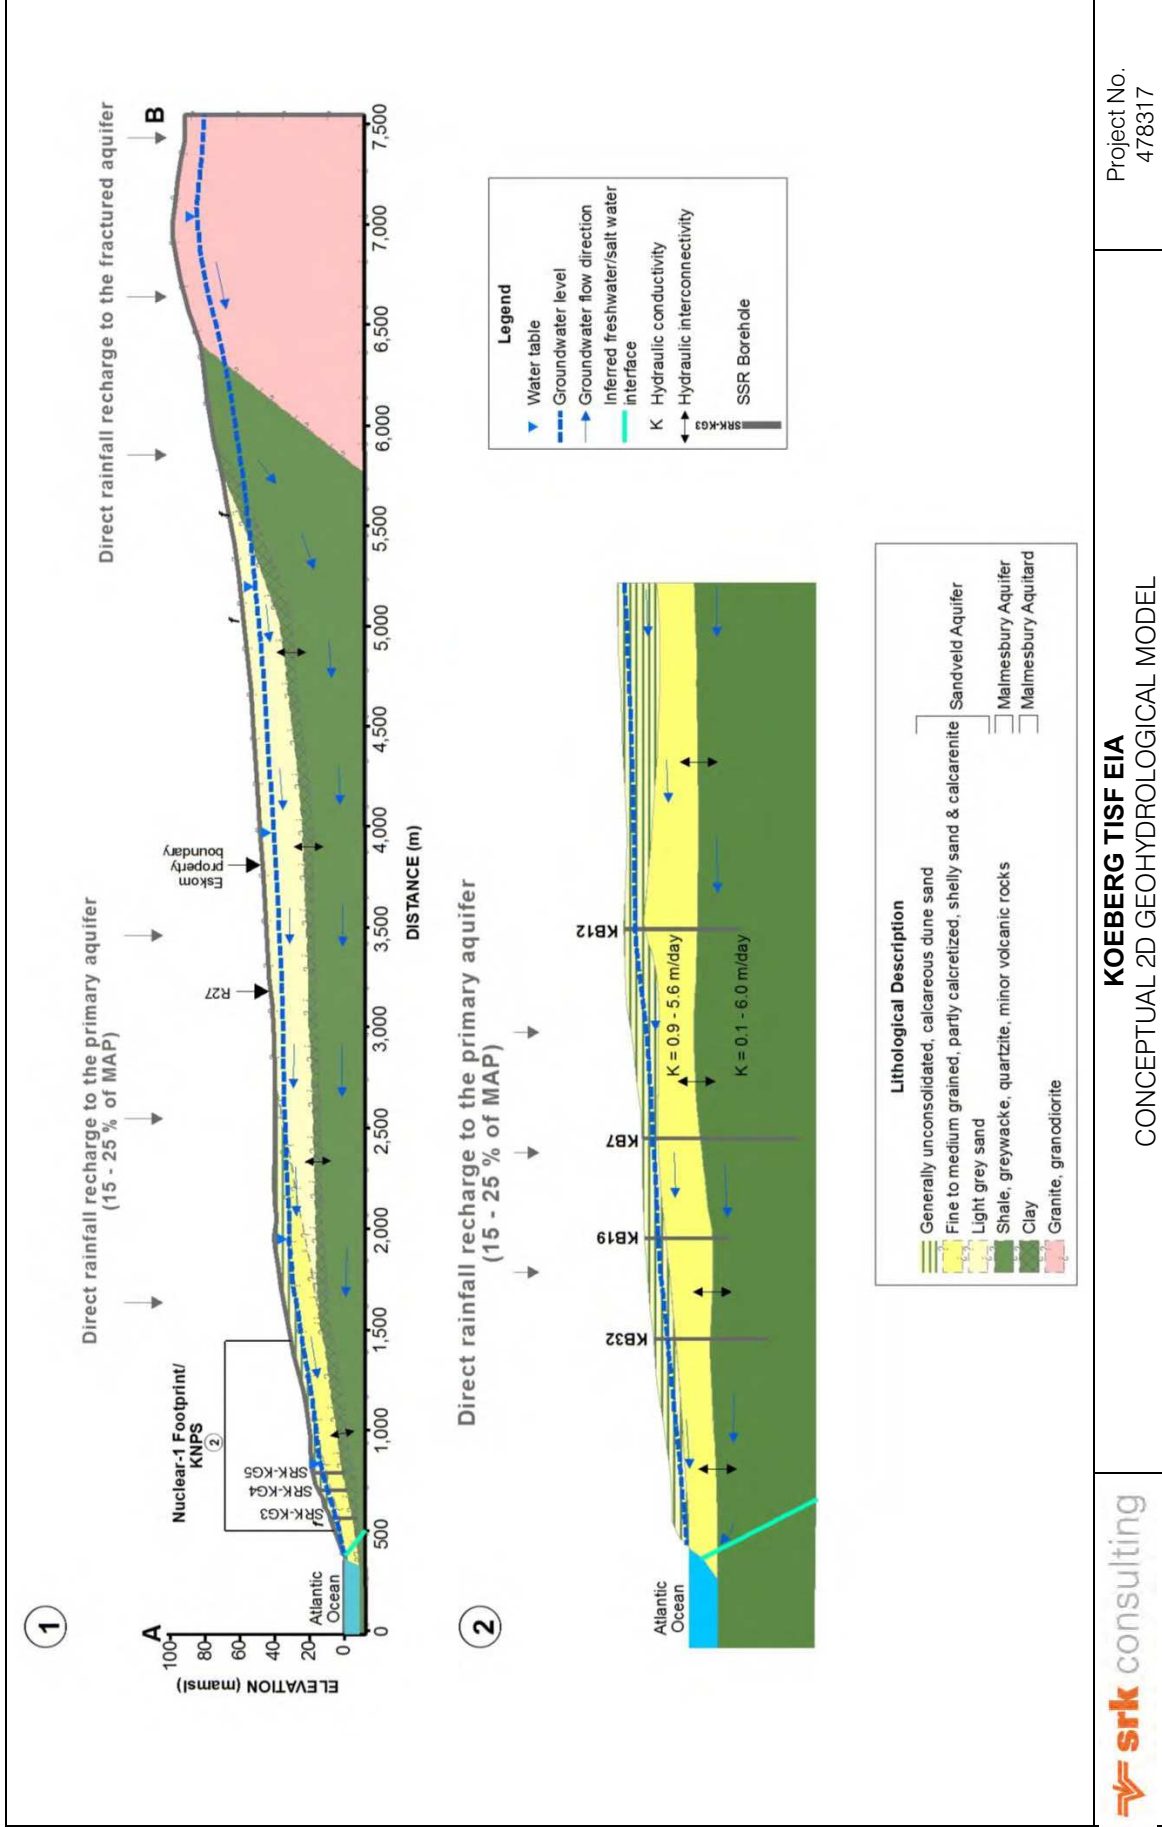 1
Direct rainfall recharge to the primary aquifer
(15 - 25 % of MAP)
Direct rainfall recharge to the fractured aquifer
A
B
ELEVATION (mamsl)
100
80
60
40
20
0
Nuclear-1 Footprint/
KNPS
2
SRK-KG3
SRK-KG4
SRK-KG5
R27
Eskom
property
boundary
f
f
f
Atlantic
Ocean
0
500
1,000
1,500
2,000
2,500
3,000
3,500
4,000
4,500
5,000
5,500
6,000
6,500
7,000
7,500
DISTANCE (m)
2
Direct rainfall recharge to the primary aquifer
(15 - 25 % of MAP)
Atlantic
Ocean
KB32
KB19
KB7
KB12
K = 0.9 - 5.6 m/day
K = 0.1 - 6.0 m/day
Legend
Water table
Groundwater level
Groundwater flow direction
Inferred freshwater/salt water
interface
K Hydraulic conductivity
Hydraulic interconnectivity
SRK-KG3
SSR Borehole
Lithological Description
Generally unconsolidated, calcareous dune sand
Fine to medium grained, partly calcretized, shelly sand & calcarenite
Light grey sand
Shale, greywacke, quartzite, minor volcanic rocks
Clay
Granite, granodiorite
Sandveld Aquifer
Malmesbury Aquifer
Malmesbury Aquitard
srk consulting
KOEBERG TISF EIA
CONCEPTUAL 2D GEOHYDROLOGICAL MODEL
Project No.
478317